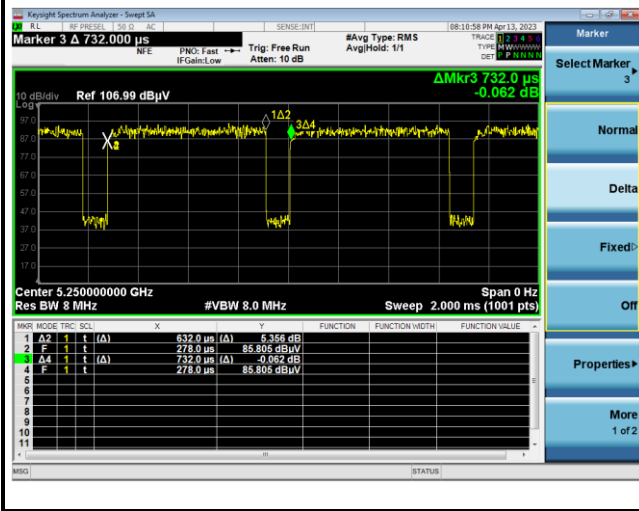 Keysight Spectrum Analyzer - Swept SA
RL RF PRESEL 50 Ω AC SENSE:INT 08:10:58 PM Apr 13, 2023
Marker 3 Δ 732.000 µs
NFE PNO: Fast Trig: Free Run #Avg Type: RMS TRACE 1 2 3 4 5 6
IFGain:Low Atten: 10 dB Avg|Hold: 1/1 TYPE MWWWWW
DET P P N N N N
ΔMkr3 732.0 µs
-0.062 dB
10 dB/div Ref 106.99 dBµV
Log
97.0
87.0
77.0
67.0
57.0
47.0
37.0
27.0
17.0
1Δ2
3Δ4
Center 5.250000000 GHz Span 0 Hz
Res BW 8 MHz #VBW 8.0 MHz Sweep 2.000 ms (1001 pts)
MKR MODE TRC SCL X Y FUNCTION FUNCTION WIDTH FUNCTION VALUE
1 Δ2 1 t (Δ) 632.0 µs (Δ) 5.356 dB
2 F 1 t 278.0 µs 85.805 dBµV
3 Δ4 1 t (Δ) 732.0 µs (Δ) -0.062 dB
4 F 1 t 278.0 µs 85.805 dBµV
5
6
7
8
9
10
11
MSG STATUS
Marker
Select Marker
3
Normal
Delta
Fixed
Off
Properties
More
1 of 2